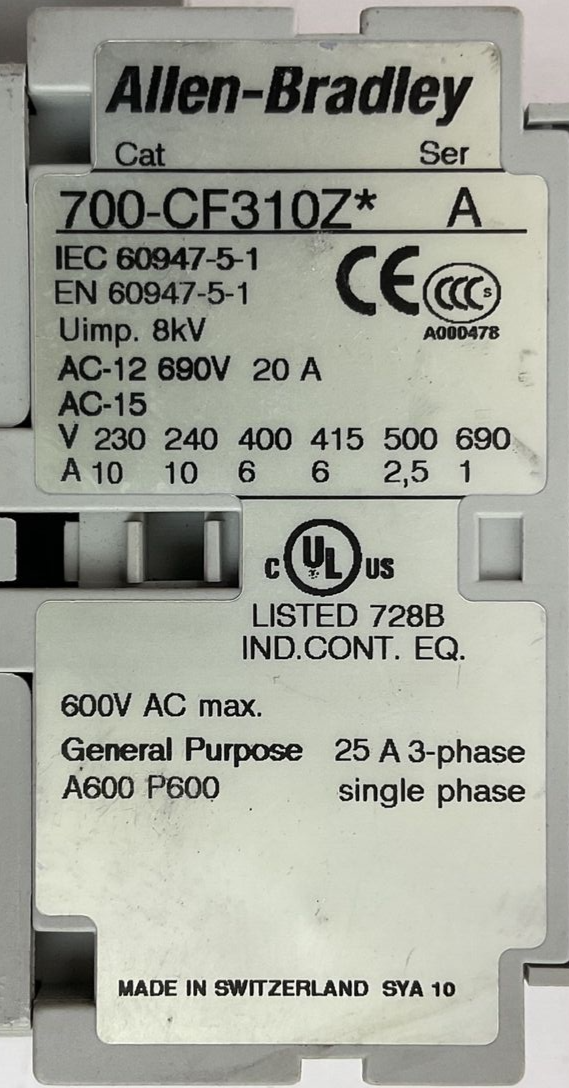 Allen-Bradley
Cat Ser
700-CF310Z* A
IEC 60947-5-1
EN 60947-5-1
CE CCC S
Uimp. 8kV
A000478
AC-12 690V 20 A
AC-15
V 230 240 400 415 500 690
A 10 10 6 6 2,5 1
C UL US
LISTED 728B
IND.CONT. EQ.
600V AC max.
General Purpose 25 A 3-phase
A600 P600 single phase
MADE IN SWITZERLAND SYA 10